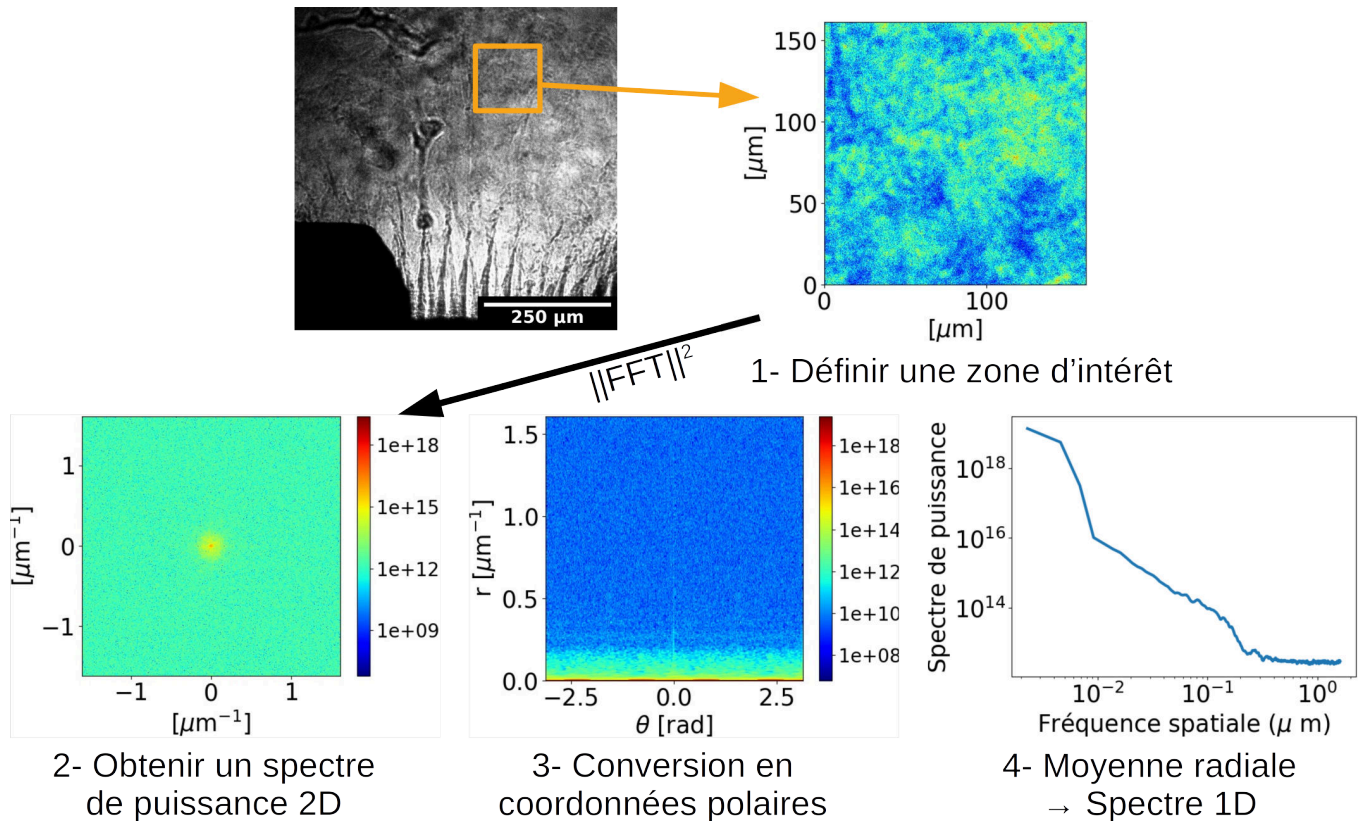 250 µm
150
100
50
0
0
100
[µm]
[µm]
1- Définir une zone d’intérêt
||FFT||²
1
0
−1
−1
0
1
[µm⁻¹]
[µm⁻¹]
1e+18
1e+15
1e+12
1e+09
2- Obtenir un spectre
de puissance 2D
1.5
1.0
0.5
0.0
r [µm⁻¹]
−2.5
0.0
2.5
θ [rad]
1e+18
1e+16
1e+14
1e+12
1e+10
1e+08
3- Conversion en
coordonnées polaires
Spectre de puissance
10¹⁸
10¹⁶
10¹⁴
10⁻²
10⁻¹
10⁰
Fréquence spatiale (µ m)
4- Moyenne radiale
→ Spectre 1D